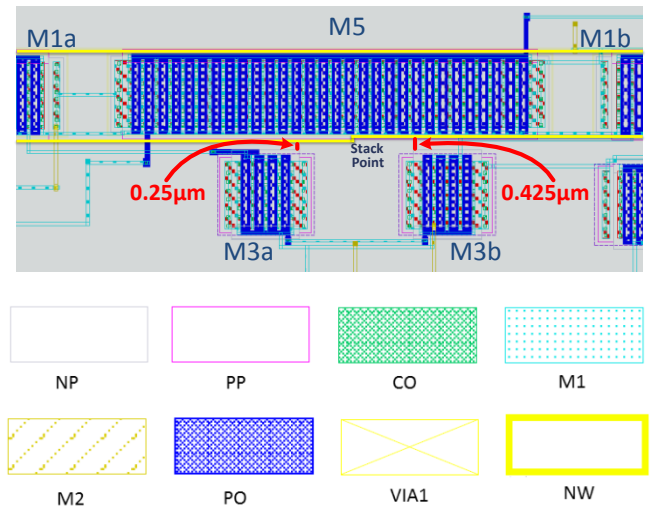 M1a
M5
M1b
Stack
Point
0.25μm
0.425μm
M3a
M3b
NP
PP
CO
M1
M2
PO
VIA1
NW